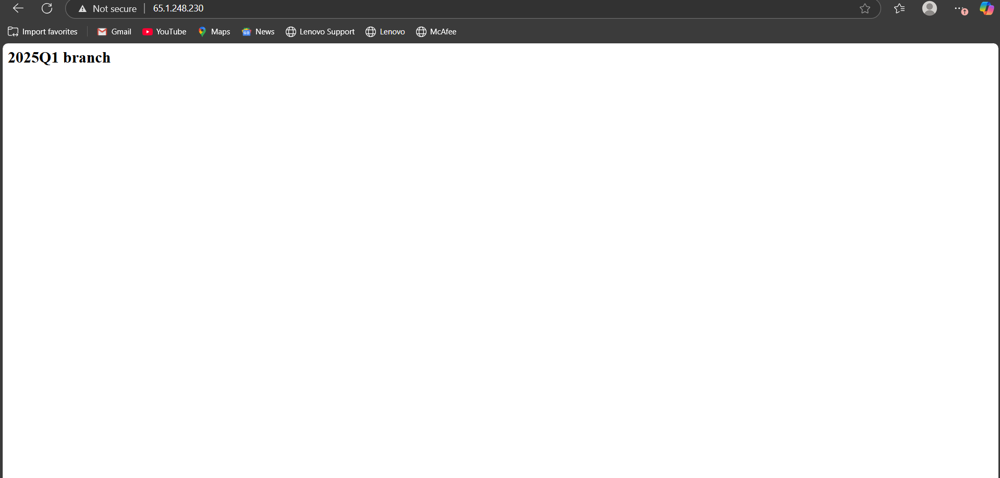 Not secure 65.1.248.230
Import favorites Gmail YouTube Maps News Lenovo Support Lenovo McAfee
2025Q1 branch